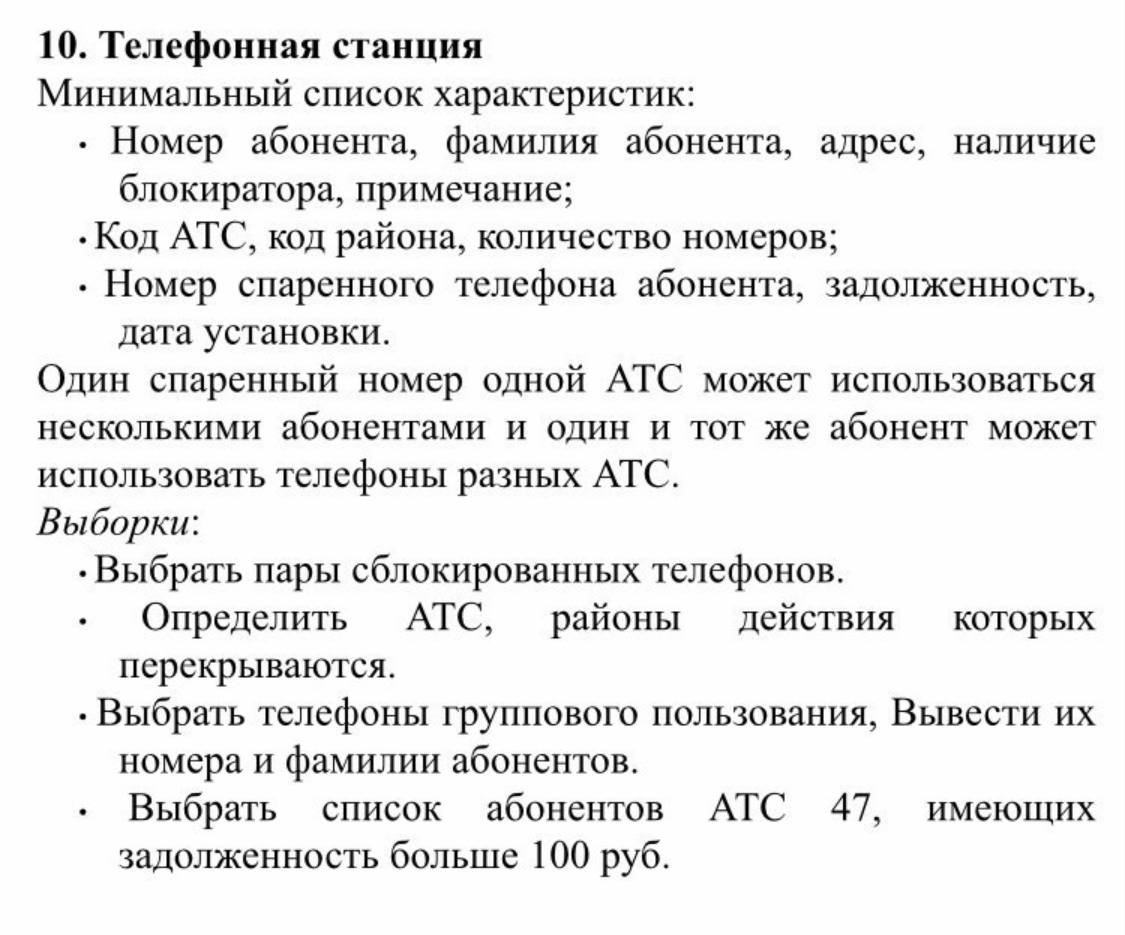 10. Телефонная станция
Минимальный список характеристик:
· Номер абонента, фамилия абонента, адрес, наличие
блокиратора, примечание;
· Код АТС, код района, количество номеров;
· Номер спаренного телефона абонента, задолженность,
дата установки.
Один спаренный номер одной АТС может использоваться
несколькими абонентами и один и тот же абонент может
использовать телефоны разных АТС.
Выборки:
· Выбрать пары сблокированных телефонов.
· Определить АТС, районы действия которых
перекрываются.
· Выбрать телефоны группового пользования, Вывести их
номера и фамилии абонентов.
· Выбрать список абонентов АТС 47, имеющих
задолженность больше 100 руб.